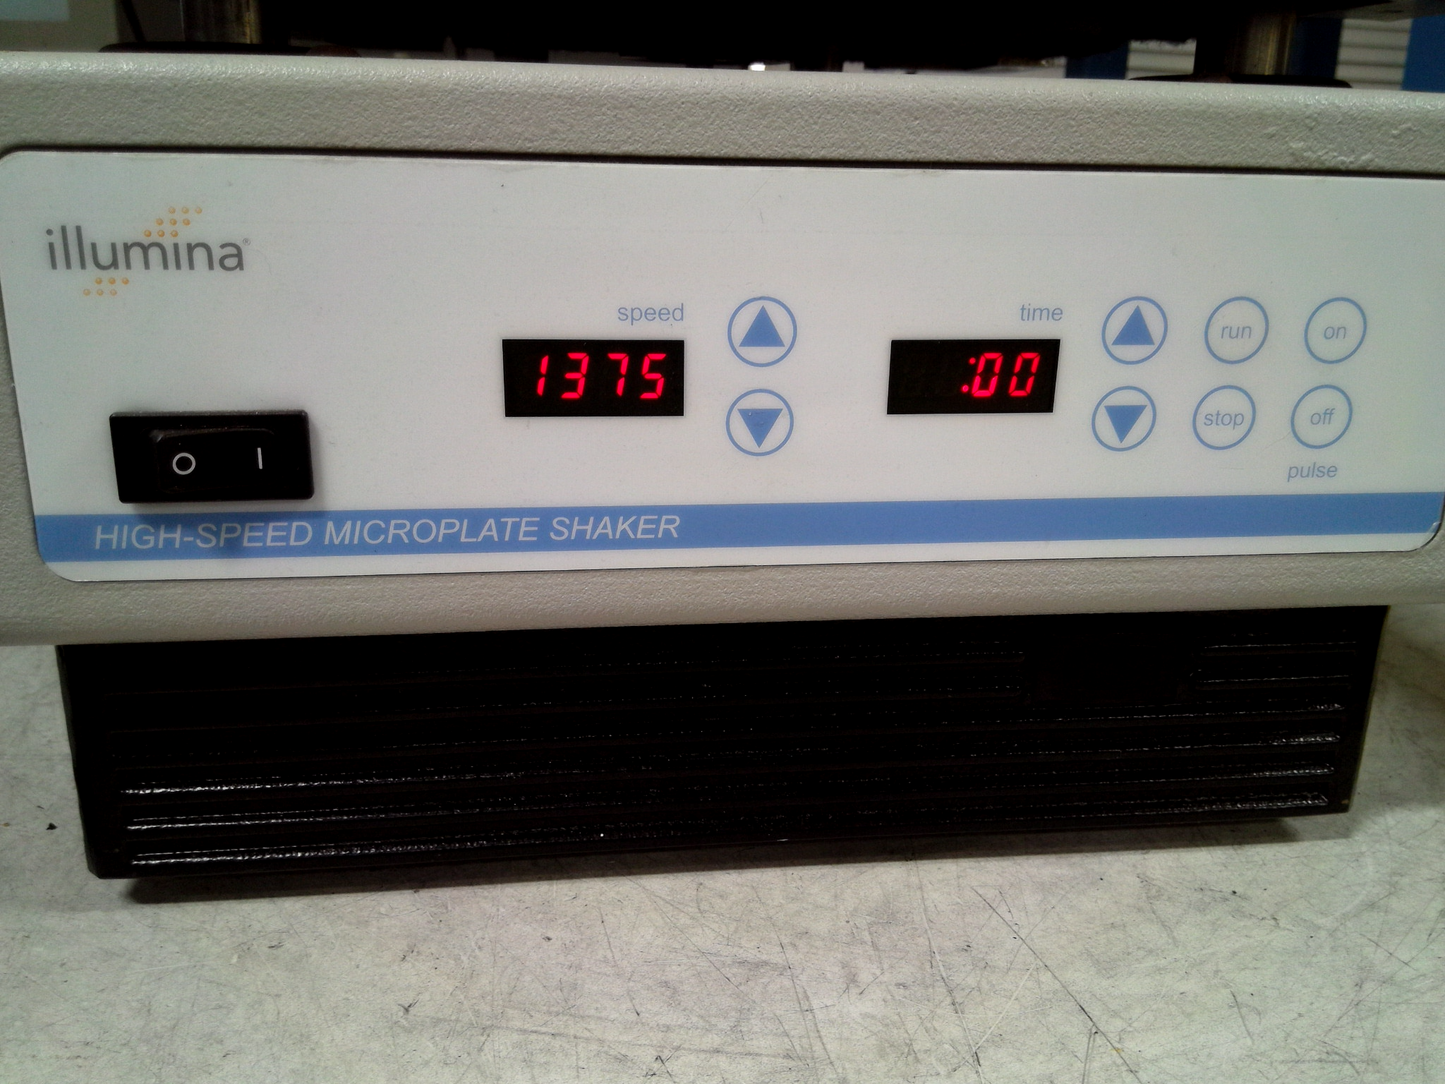 illumina®
speed
time
1375
:00
run
on
stop
off
pulse
O I
HIGH-SPEED MICROPLATE SHAKER